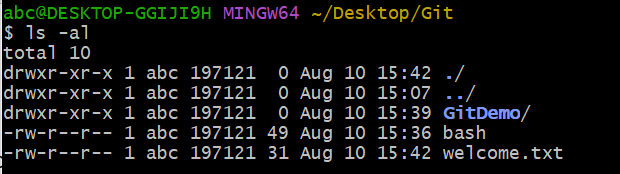 abc@DESKTOP-GGIJI9H MINGW64 ~/Desktop/Git
$ ls -al
total 10
drwxr-xr-x 1 abc 197121  0 Aug 10 15:42 ./
drwxr-xr-x 1 abc 197121  0 Aug 10 15:07 ../
drwxr-xr-x 1 abc 197121  0 Aug 10 15:39 GitDemo/
-rw-r--r-- 1 abc 197121 49 Aug 10 15:36 bash
-rw-r--r-- 1 abc 197121 31 Aug 10 15:42 welcome.txt